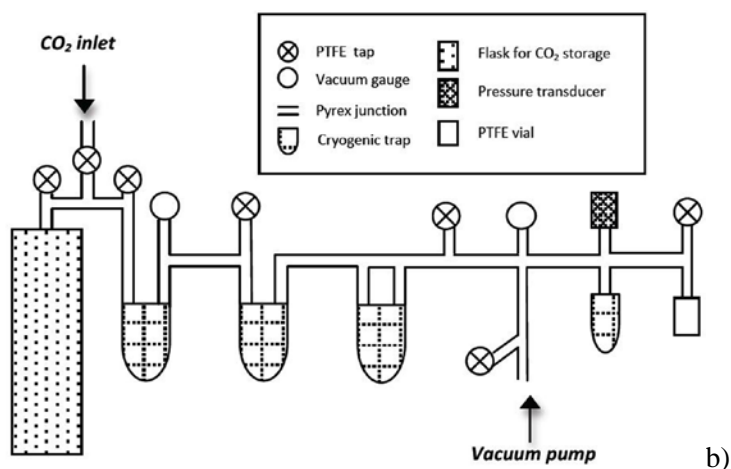 CO₂ inlet
PTFE tap
Vacuum gauge
Pyrex junction
Cryogenic trap
Flask for CO₂ storage
Pressure transducer
PTFE vial
Vacuum pump
b)